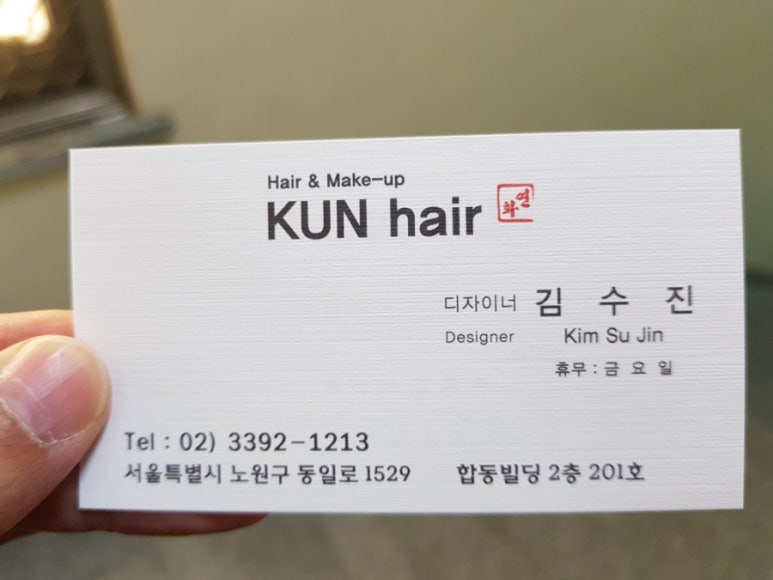 Hair & Make-up
KUN hair 연화
디자이너 김 수 진
Designer Kim Su Jin
휴무 : 금 요 일
Tel : 02) 3392-1213
서울특별시 노원구 동일로 1529 합동빌딩 2층 201호